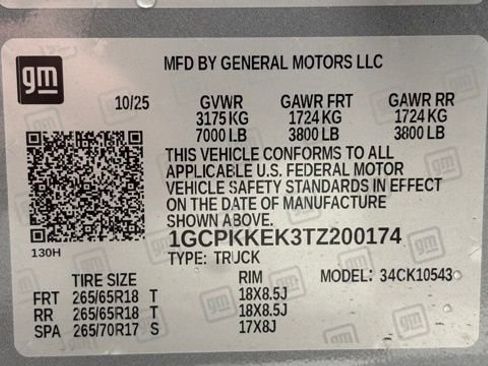 gm
MFD BY GENERAL MOTORS LLC
10/25 GVWR GAWR FRT GAWR RR
3175 KG 1724 KG 1724 KG
7000 LB 3800 LB 3800 LB
THIS VEHICLE CONFORMS TO ALL
APPLICABLE U.S. FEDERAL MOTOR
VEHICLE SAFETY STANDARDS IN EFFECT
ON THE DATE OF MANUFACTURE
SHOWN ABOVE.
130H
1GCPKKEK3TZ200174
TYPE: TRUCK
TIRE SIZE RIM MODEL: 34CK10543
FRT 265/65R18 T 18X8.5J
RR 265/65R18 T 18X8.5J
SPA 265/70R17 S 17X8J